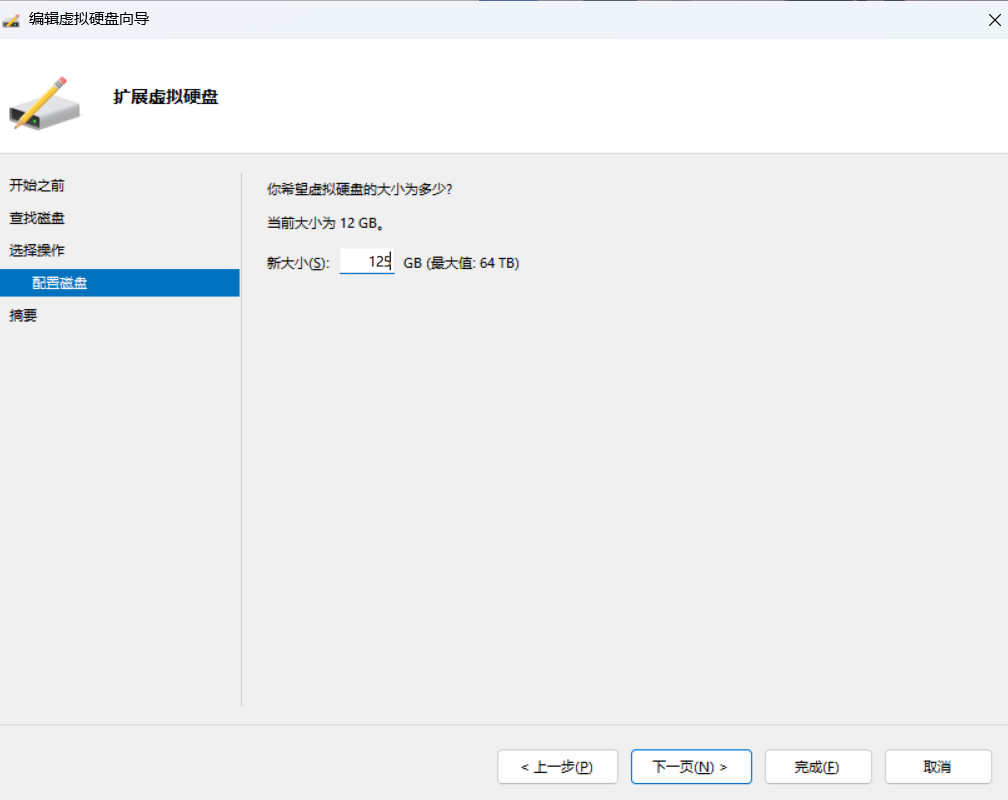 编辑虚拟硬盘向导
扩展虚拟硬盘
开始之前
查找磁盘
选择操作
配置磁盘
摘要
你希望虚拟硬盘的大小为多少?
当前大小为 12 GB。
新大小(S): 125 GB (最大值: 64 TB)
< 上一步(P)
下一页(N) >
完成(F)
取消